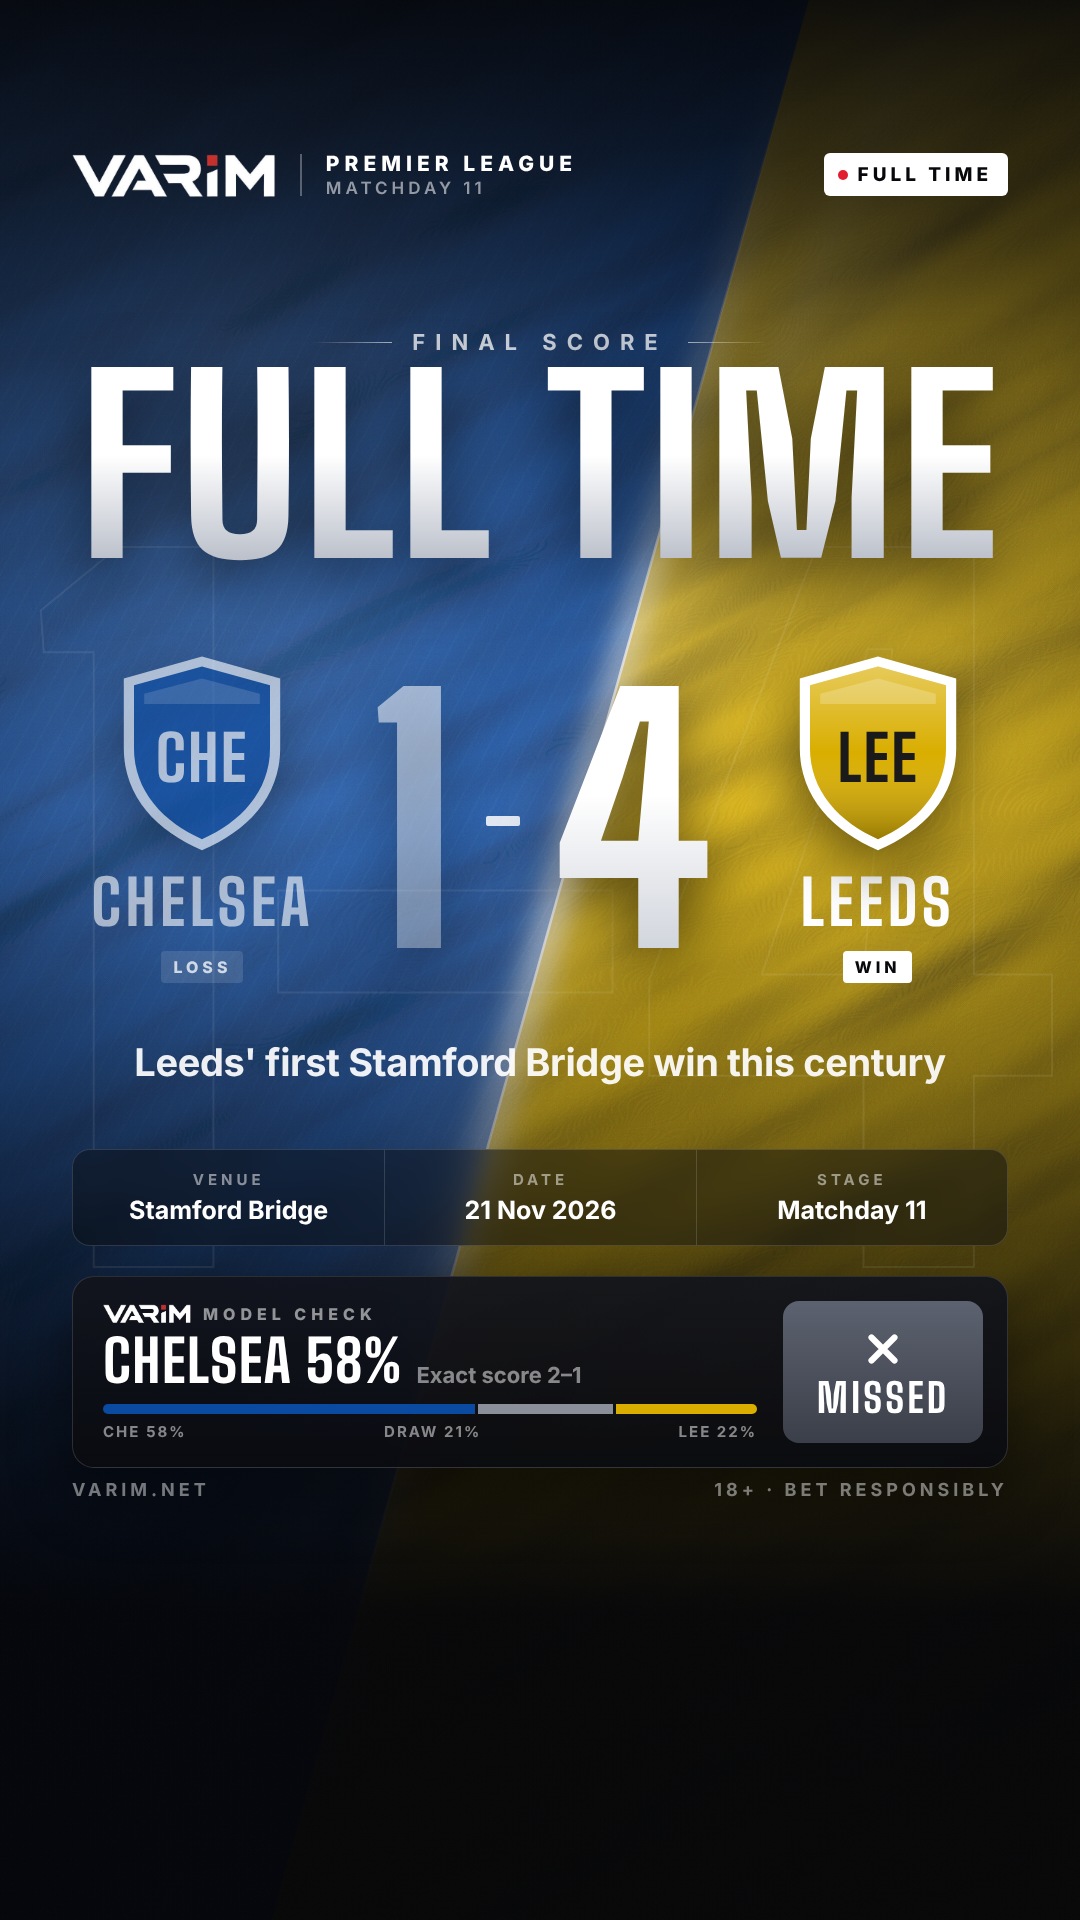 VARIM
PREMIER LEAGUE
MATCHDAY 11
FULL TIME
FINAL SCORE
FULL TIME
CHE
1 - 4
LEE
CHELSEA
LEEDS
LOSS
WIN
Leeds' first Stamford Bridge win this century
VENUE
Stamford Bridge
DATE
21 Nov 2026
STAGE
Matchday 11
VARIM MODEL CHECK
CHELSEA 58% Exact score 2–1
CHE 58% DRAW 21% LEE 22%
MISSED
VARIM.NET
18+ · BET RESPONSIBLY